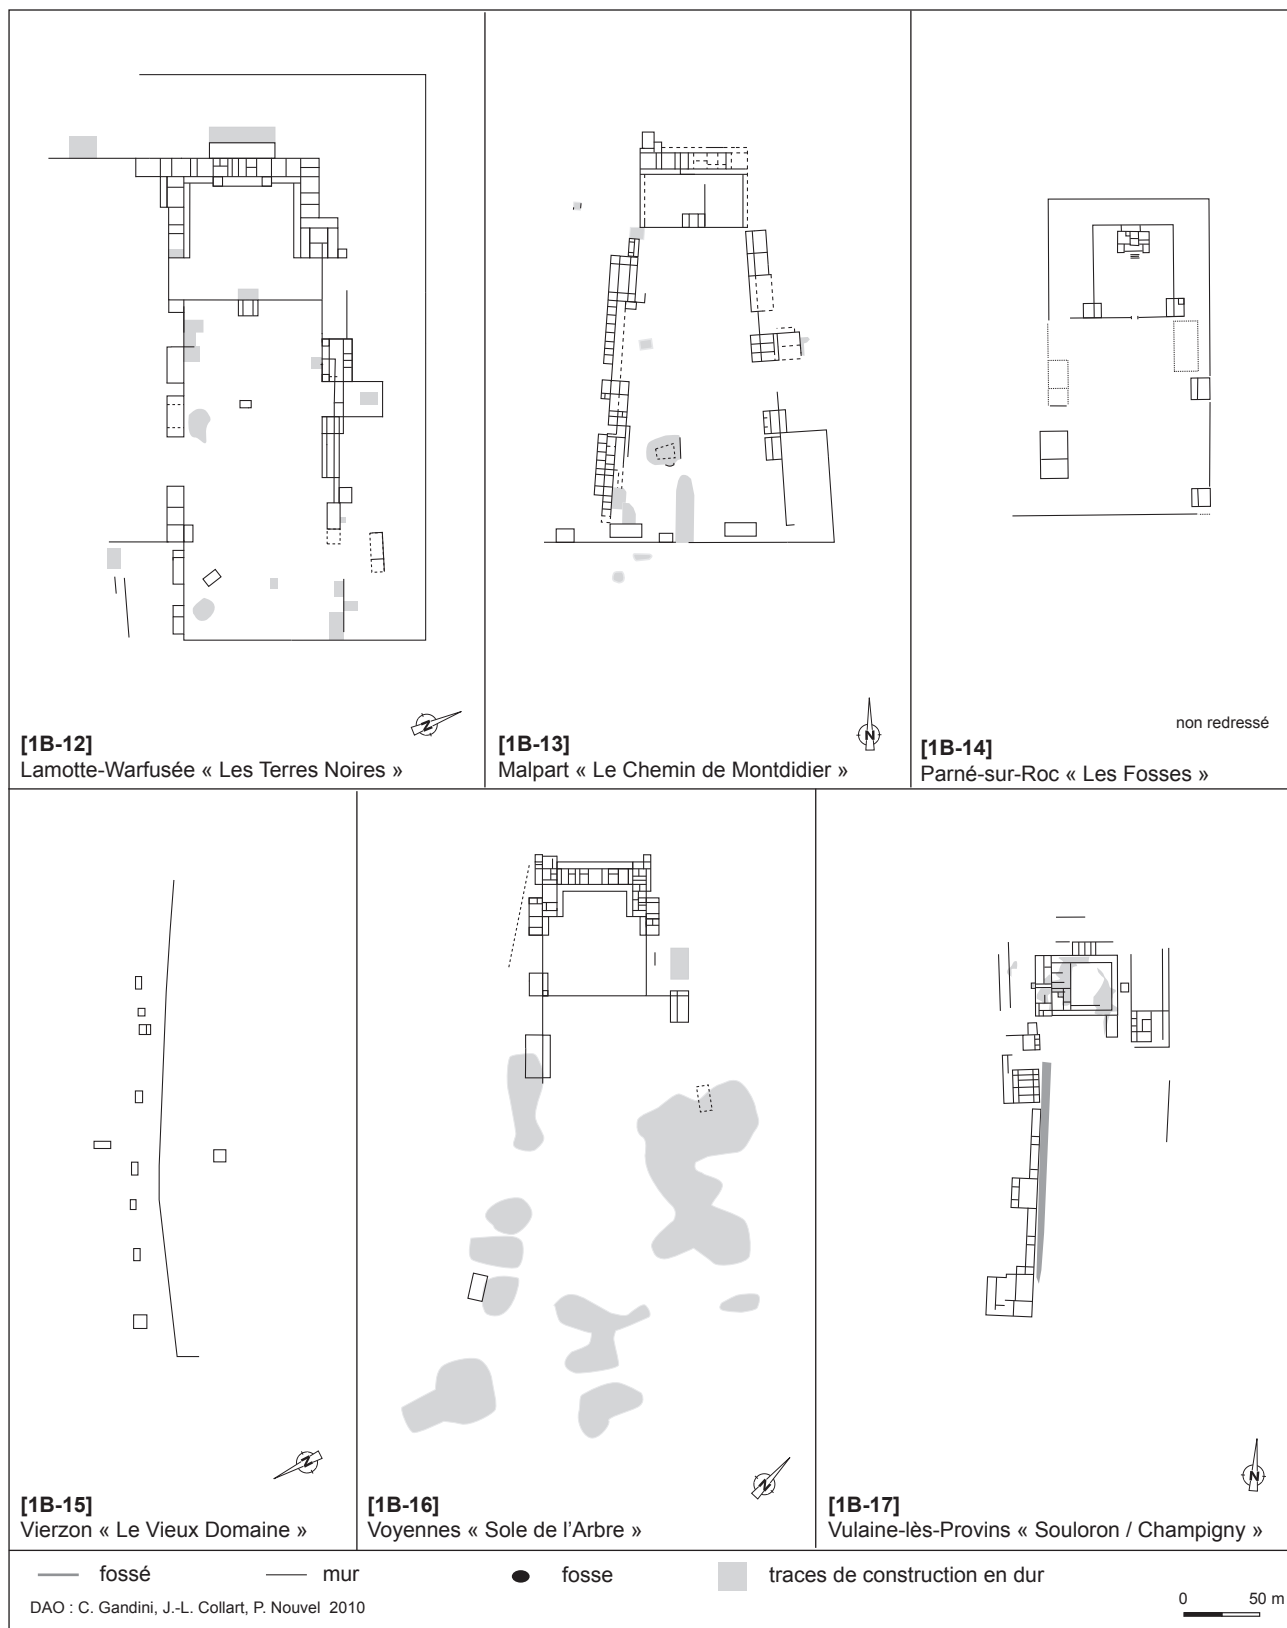 N
[1B-12]
Lamotte-Warfusée « Les Terres Noires »
N
[1B-13]
Malpart « Le Chemin de Montdidier »
non redressé
[1B-14]
Parné-sur-Roc « Les Fosses »
N
[1B-15]
Vierzon « Le Vieux Domaine »
N
[1B-16]
Voyennes « Sole de l’Arbre »
N
[1B-17]
Vulaine-lès-Provins « Souloron / Champigny »
fossé mur fosse traces de construction en dur
DAO : C. Gandini, J.-L. Collart, P. Nouvel 2010
0 50 m